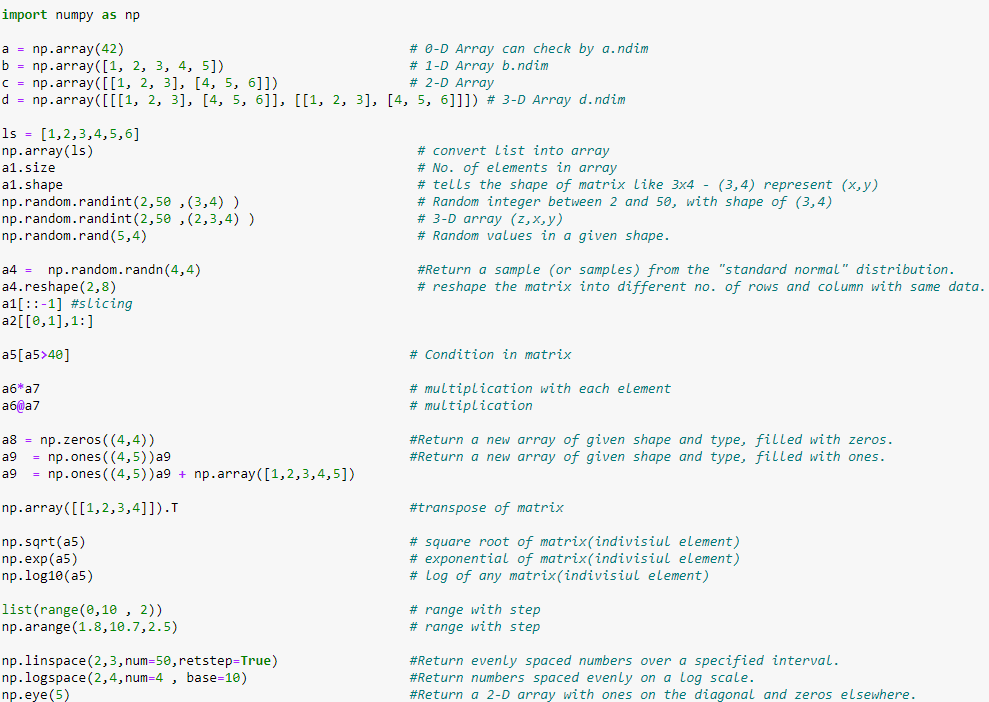 import numpy as np
a = np.array(42) # 0-D Array can check by a.ndim
b = np.array([1, 2, 3, 4, 5]) # 1-D Array b.ndim
c = np.array([[1, 2, 3], [4, 5, 6]]) # 2-D Array
d = np.array([[[1, 2, 3], [4, 5, 6]], [[1, 2, 3], [4, 5, 6]]]) # 3-D Array d.ndim
ls = [1,2,3,4,5,6]
np.array(ls) # convert list into array
a1.size # No. of elements in array
a1.shape # tells the shape of matrix like 3x4 - (3,4) represent (x,y)
np.random.randint(2,50 ,(3,4) ) # Random integer between 2 and 50, with shape of (3,4)
np.random.randint(2,50 ,(2,3,4) ) # 3-D array (z,x,y)
np.random.rand(5,4) # Random values in a given shape.
a4 =  np.random.randn(4,4) #Return a sample (or samples) from the "standard normal" distribution.
a4.reshape(2,8) # reshape the matrix into different no. of rows and column with same data.
a1[::-1] #slicing
a2[[0,1],1:]
a5[a5>40] # Condition in matrix
a6*a7 # multiplication with each element
a6@a7 # multiplication
a8 = np.zeros((4,4)) #Return a new array of given shape and type, filled with zeros.
a9  = np.ones((4,5))a9 #Return a new array of given shape and type, filled with ones.
a9  = np.ones((4,5))a9 + np.array([1,2,3,4,5])
np.array([[1,2,3,4]]).T #transpose of matrix
np.sqrt(a5) # square root of matrix(indivisiul element)
np.exp(a5) # exponential of matrix(indivisiul element)
np.log10(a5) # log of any matrix(indivisiul element)
list(range(0,10 , 2)) # range with step
np.arange(1.8,10.7,2.5) # range with step
np.linspace(2,3,num=50,retstep=True) #Return evenly spaced numbers over a specified interval.
np.logspace(2,4,num=4 , base=10) #Return numbers spaced evenly on a log scale.
np.eye(5) #Return a 2-D array with ones on the diagonal and zeros elsewhere.